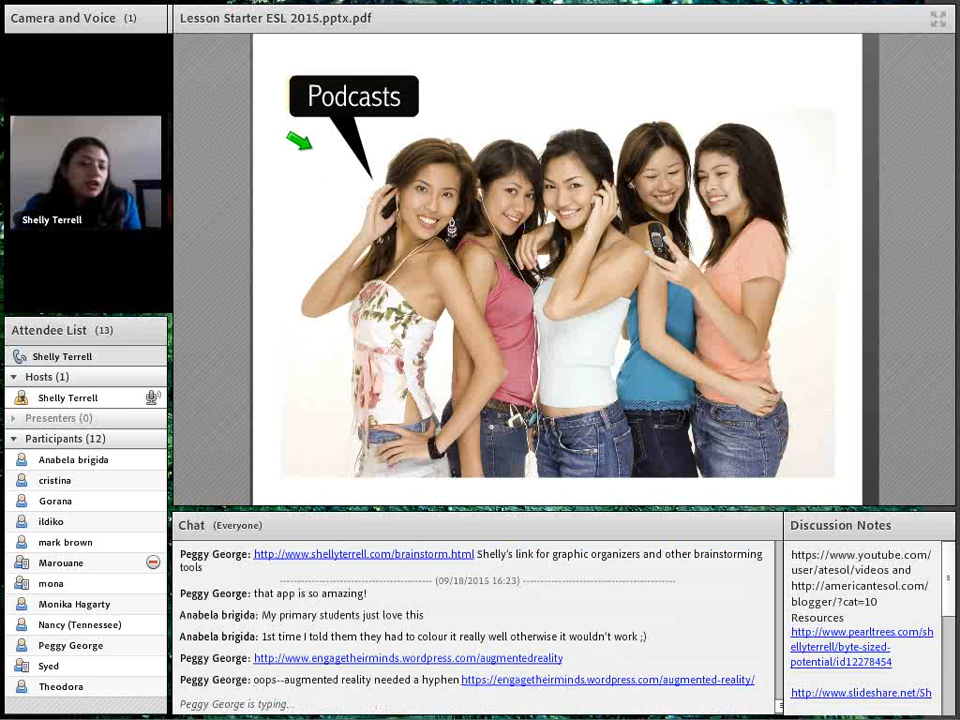 Camera and Voice (1)
Lesson Starter ESL 2015.pptx.pdf
Podcasts
Shelly Terrell
Attendee List (13)
Shelly Terrell
Hosts (1)
Shelly Terrell
Presenters (0)
Participants (12)
Anabela brigida
cristina
Gorana
ildiko
mark brown
Marouane
mona
Monika Hagarty
Nancy (Tennessee)
Peggy George
Syed
Theodora
Chat (Everyone)
Peggy George: http://www.shellyterrell.com/brainstorm.html Shelly's link for graphic organizers and other brainstorming
tools
(09/18/2015 16:23)
Peggy George: that app is so amazing!
Anabela brigida: My primary students just love this
Anabela brigida: 1st time I told them they had to colour it really well otherwise it wouldn't work ;)
Peggy George: http://www.engagetheirminds.wordpress.com/augmentedreality
Peggy George: oops--augmented reality needed a hyphen https://engagetheirminds.wordpress.com/augmented-reality/
Peggy George is typing...
Discussion Notes
https://www.youtube.com/
user/atesol/videos and
http://americantesol.com/
blogger/?cat=10
Resources
http://www.pearltrees.com/sh
ellyterrell/byte-sized-
potential/id12278454
http://www.slideshare.net/Sh